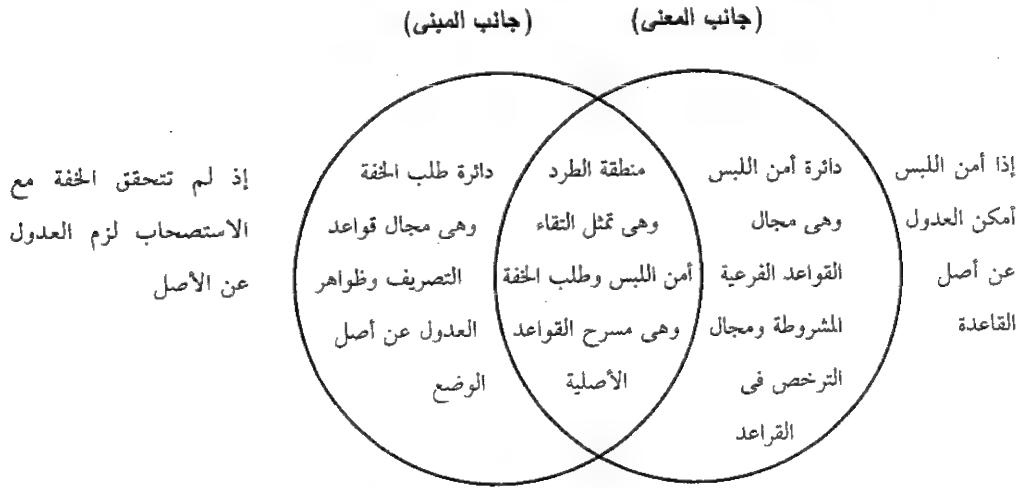 (جانب المعنى)
(جانب المبنى)
إذا أمن اللبس
أمكن العدول
عن أصل
القاعدة
دائرة أمن اللبس
وهى مجال
القواعد الفرعية
المشروطة ومجال
الترخص فى
القراعد
منطقة الطرد
وهى تمثل التقاء
أمن اللبس وطلب الخفة
وهى مسرح القواعد
الأصلية
دائرة طلب الخفة
وهى مجال قواعد
التصريف وظواهر
العدول عن أصل
الوضع
إذ لم تتحقق الخفة مع
الاستصحاب لزم العدول
عن الأصل